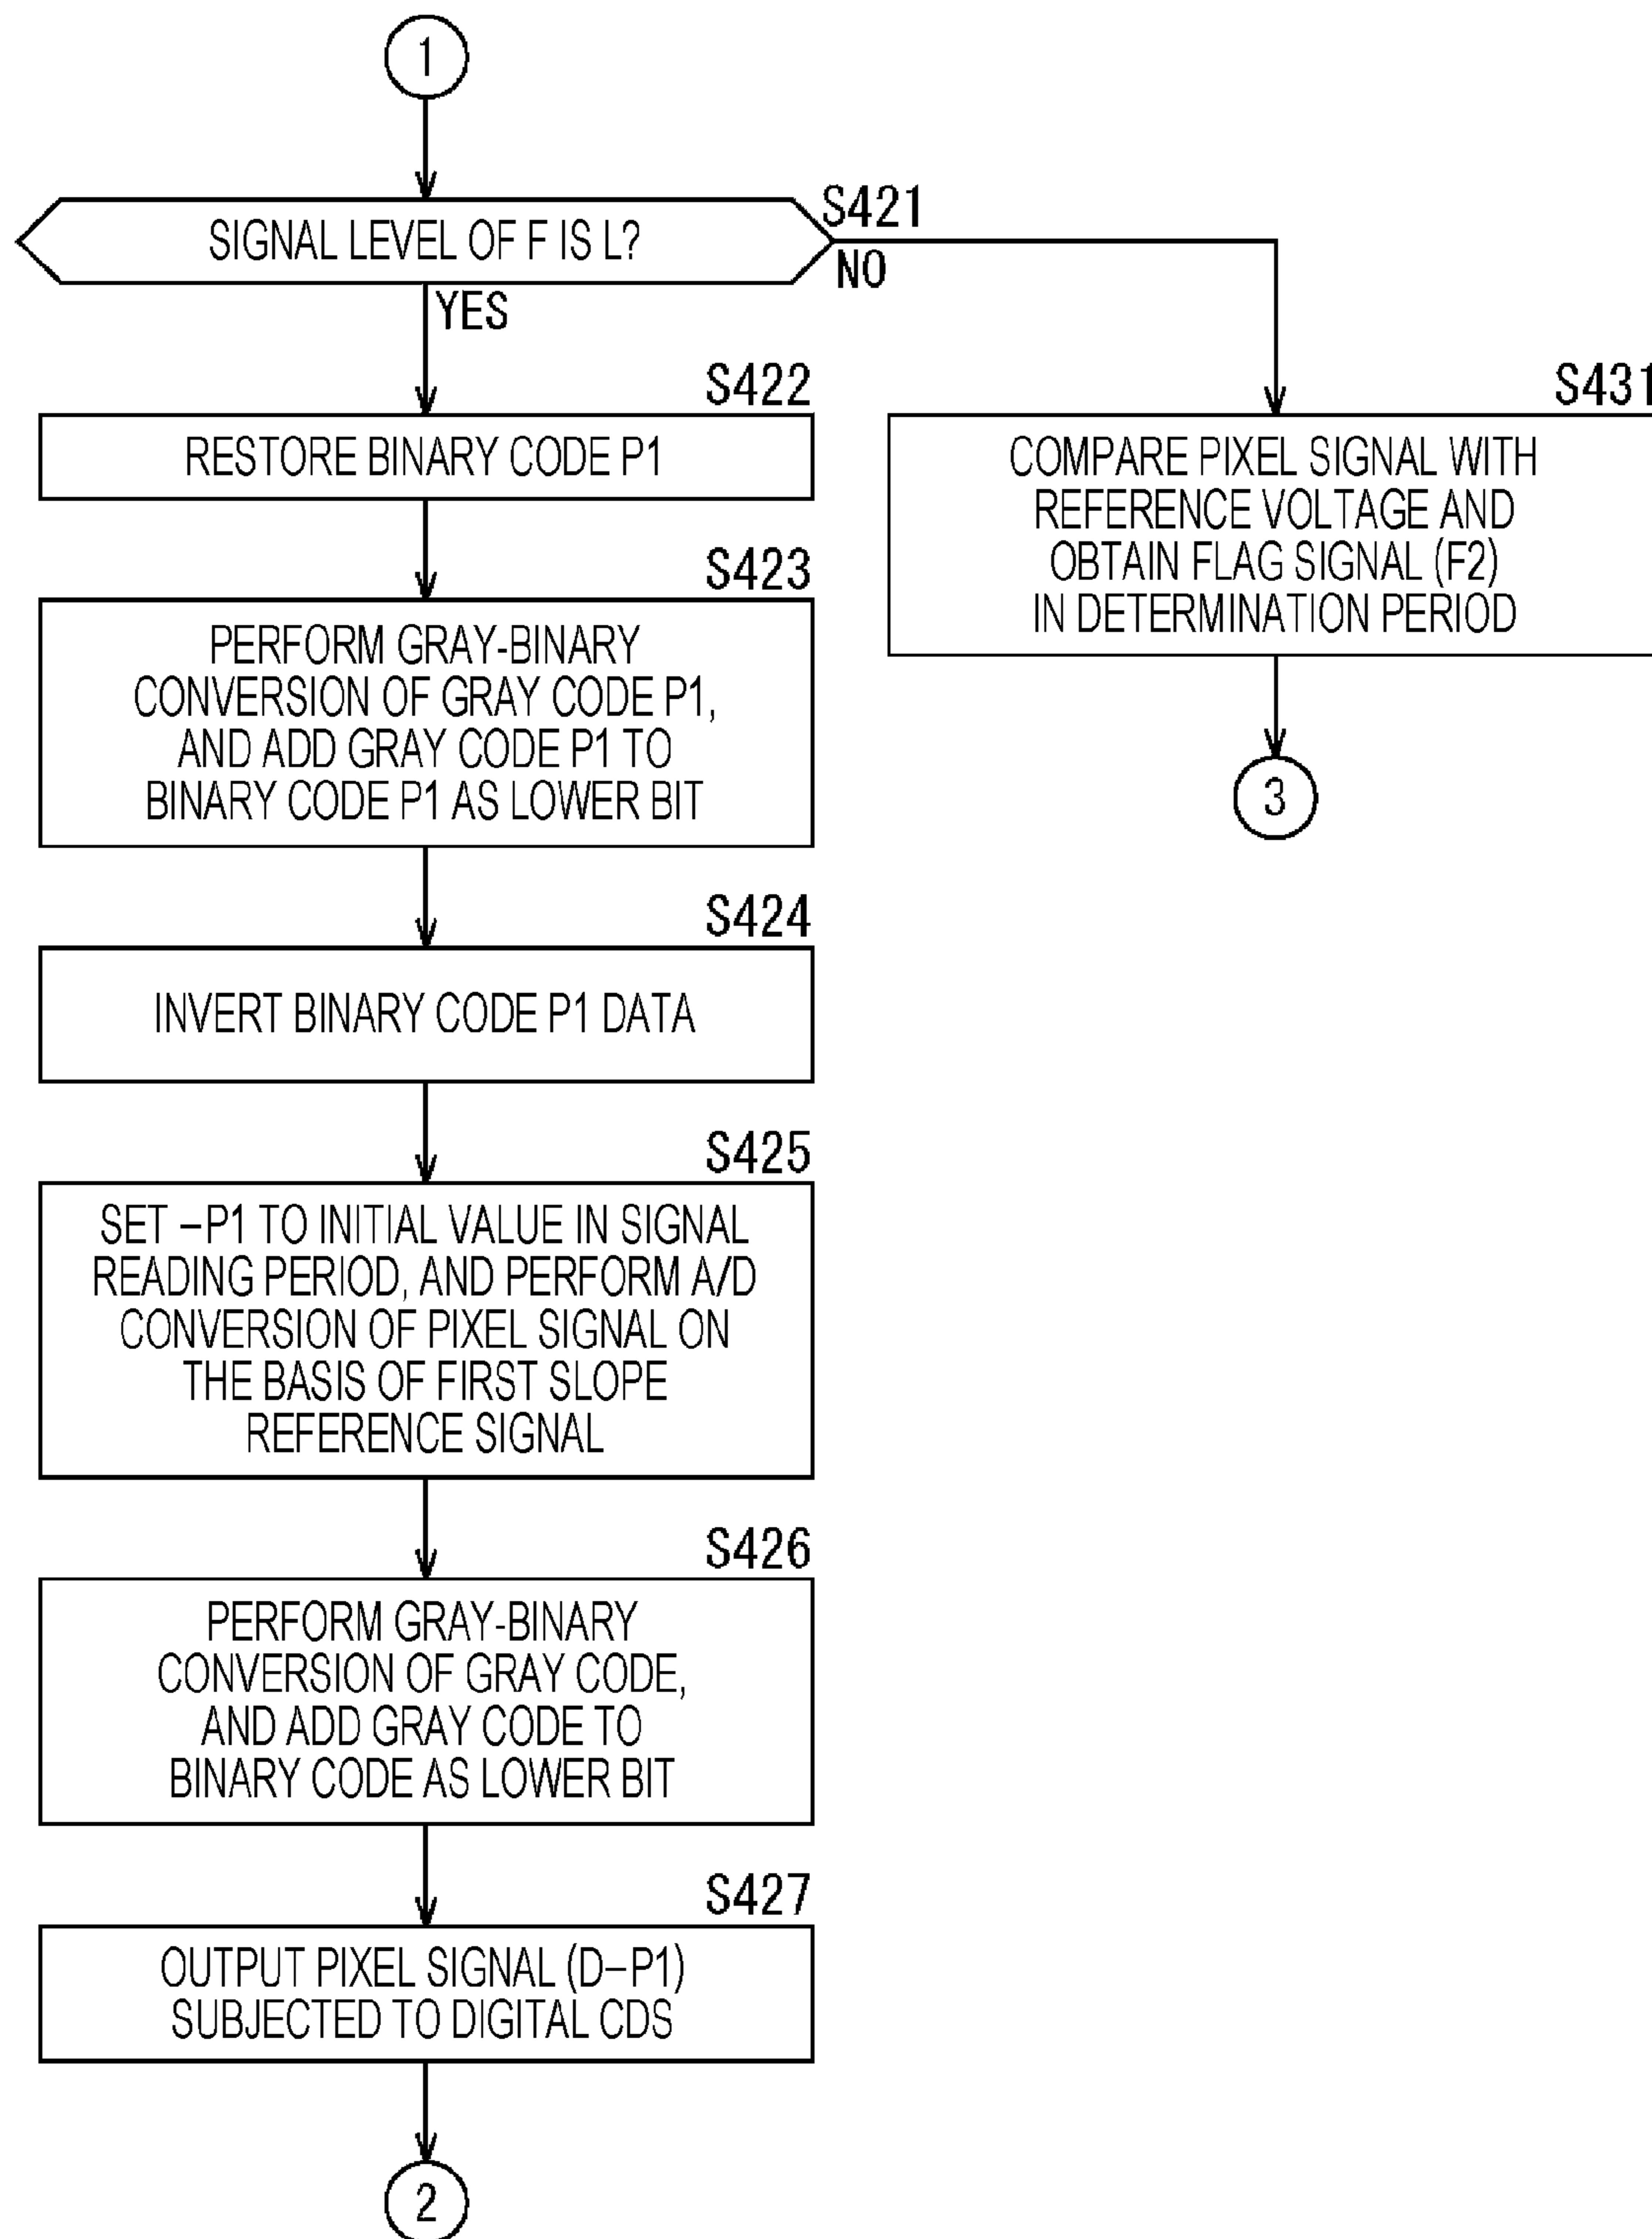 1
S421
SIGNAL LEVEL OF F IS L?
NO
YES
S422
RESTORE BINARY CODE P1
S423
PERFORM GRAY-BINARY
CONVERSION OF GRAY CODE P1,
AND ADD GRAY CODE P1 TO
BINARY CODE P1 AS LOWER BIT
S424
INVERT BINARY CODE P1 DATA
S425
SET –P1 TO INITIAL VALUE IN SIGNAL
READING PERIOD, AND PERFORM A/D
CONVERSION OF PIXEL SIGNAL ON
THE BASIS OF FIRST SLOPE
REFERENCE SIGNAL
S426
PERFORM GRAY-BINARY
CONVERSION OF GRAY CODE,
AND ADD GRAY CODE TO
BINARY CODE AS LOWER BIT
S427
OUTPUT PIXEL SIGNAL (D–P1)
SUBJECTED TO DIGITAL CDS
2
S431
COMPARE PIXEL SIGNAL WITH
REFERENCE VOLTAGE AND
OBTAIN FLAG SIGNAL (F2)
IN DETERMINATION PERIOD
3